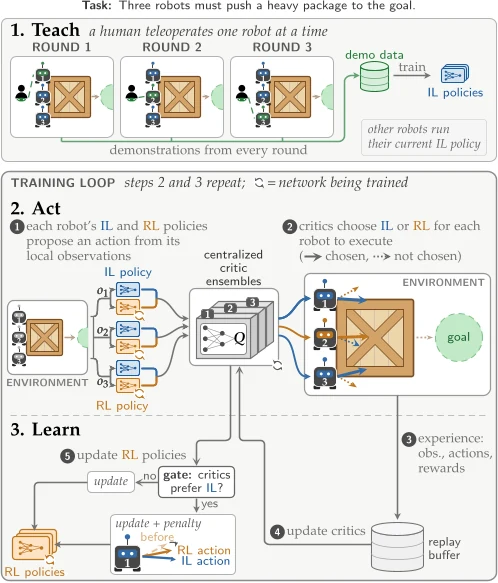 Task: Three robots must push a heavy package to the goal.
1. Teach a human teleoperates one robot at a time
ROUND 1
ROUND 2
ROUND 3
demo data
train
IL policies
1
2
3
demonstrations from every round
other robots run
their current IL policy
TRAINING LOOP steps 2 and 3 repeat; = network being trained
2. Act
1 each robot's IL and RL policies
propose an action from its
local observations
2 critics choose IL or RL for each
robot to execute
( chosen, not chosen)
centralized
critic
ensembles
IL policy
o1
o2
o3
RL policy
ENVIRONMENT
1
2
3
Q
ENVIRONMENT
1
2
3
goal
3. Learn
3 experience:
obs., actions,
rewards
5 update RL policies
gate: critics
prefer IL?
no
update
yes
update + penalty
before
RL action
IL action
1
4 update critics
replay
buffer
RL policies